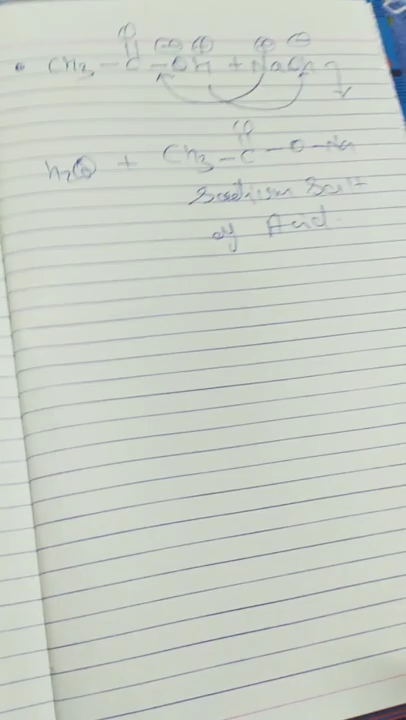 O
CH3 - C - OH + NaOH
O
H2O + CH3 - C - O - Na
Sodium Salt
of Acid.